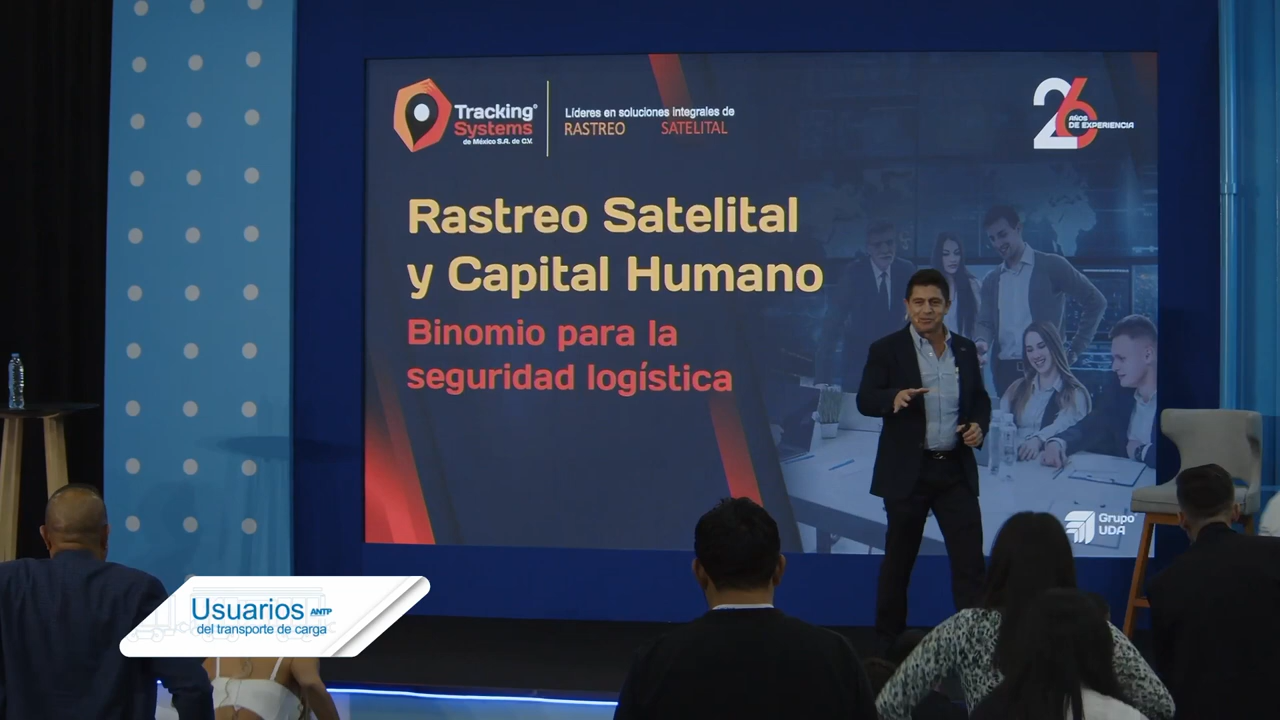 Tracking®
Systems
de México S.A. de C.V.
Líderes en soluciones integrales de
RASTREO SATELITAL
26
AÑOS
DE EXPERIENCIA
Rastreo Satelital
y Capital Humano
Binomio para la
seguridad logística
Grupo
UDA
Usuarios ANTP
del transporte de carga